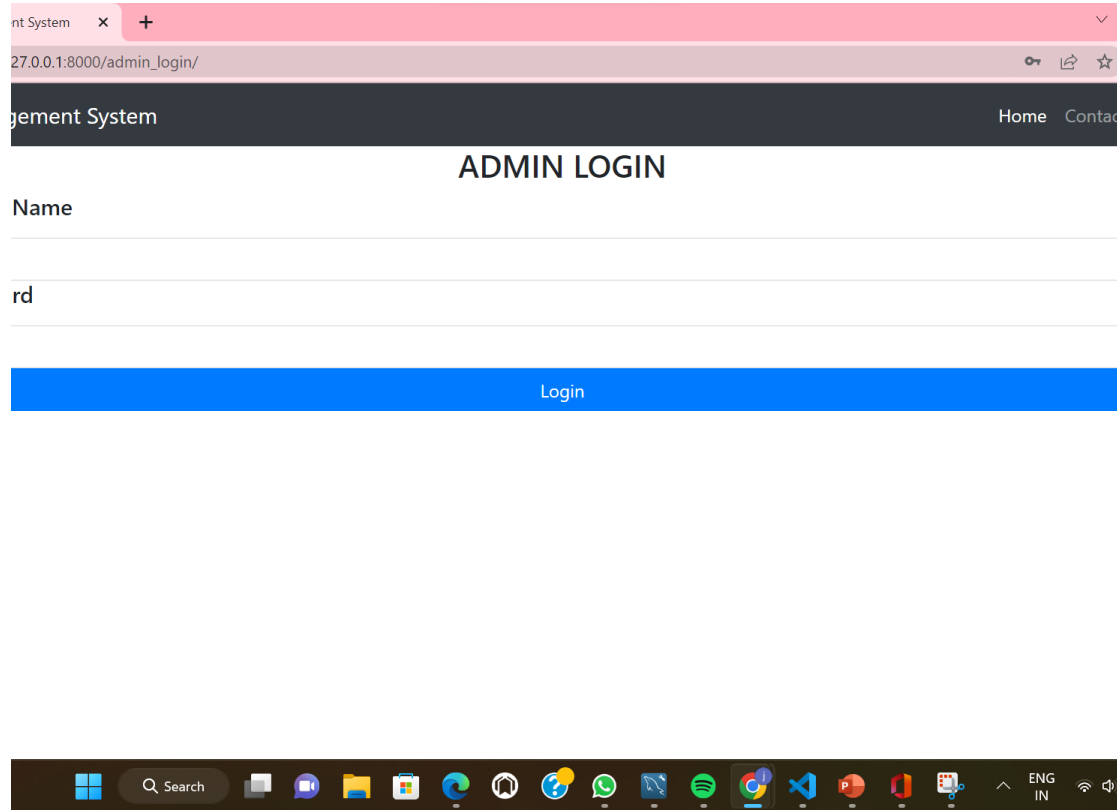 nt System
27.0.0.1:8000/admin_login/
gement System
Home Contac
ADMIN LOGIN
Name
rd
Login
Search
ENG
IN